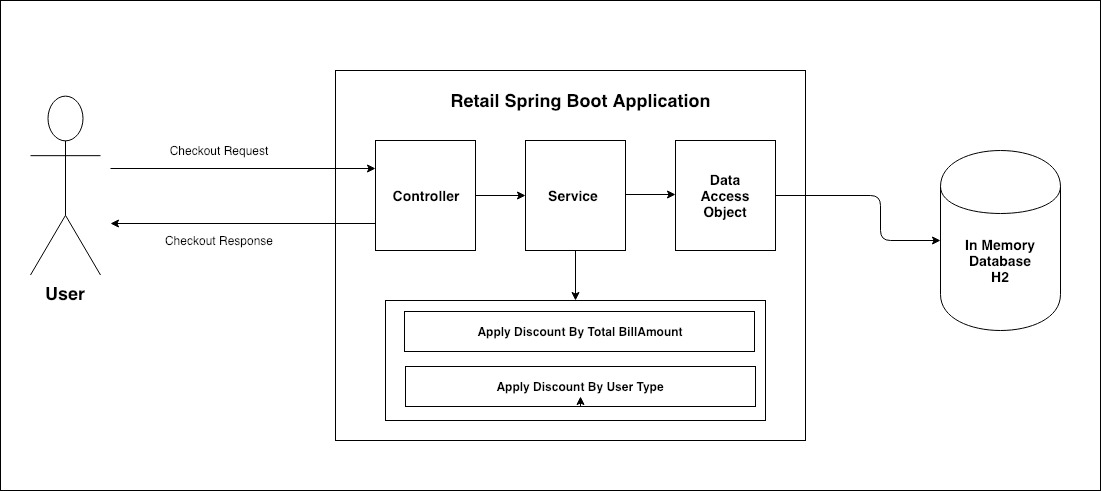 Retail Spring Boot Application
Checkout Request
Checkout Response
User
Controller
Service
Data
Access
Object
In Memory
Database
H2
Apply Discount By Total BillAmount
Apply Discount By User Type